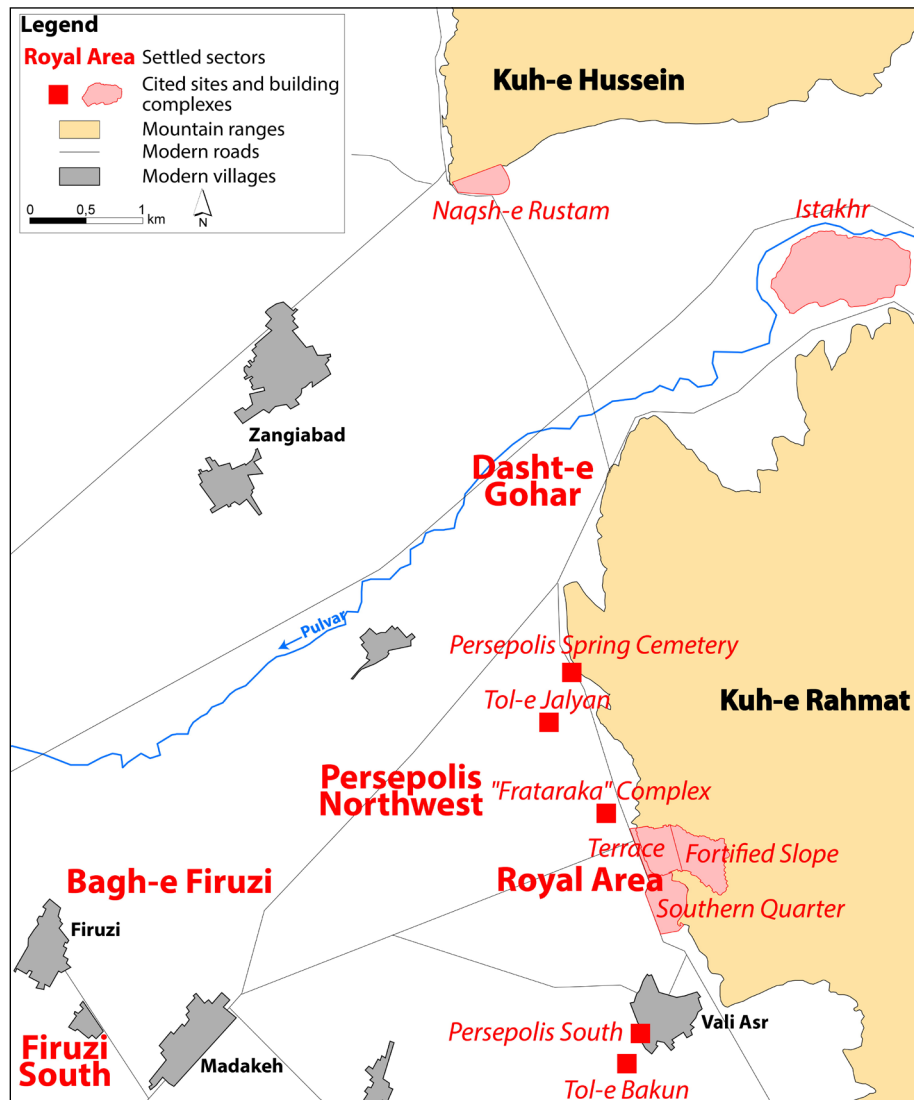 Legend
Royal Area Settled sectors
Cited sites and building
complexes
Mountain ranges
Modern roads
Modern villages
0 0,5 1
km
N
Kuh-e Hussein
Naqsh-e Rustam
Istakhr
Zangiabad
Dasht-e
Gohar
Pulvar
Persepolis Spring Cemetery
Tol-e Jalyan
Kuh-e Rahmat
Persepolis
Northwest
"Frataraka" Complex
Terrace
Fortified Slope
Royal Area
Southern Quarter
Bagh-e Firuzi
Firuzi
Firuzi
South
Madakeh
Persepolis South
Vali Asr
Tol-e Bakun